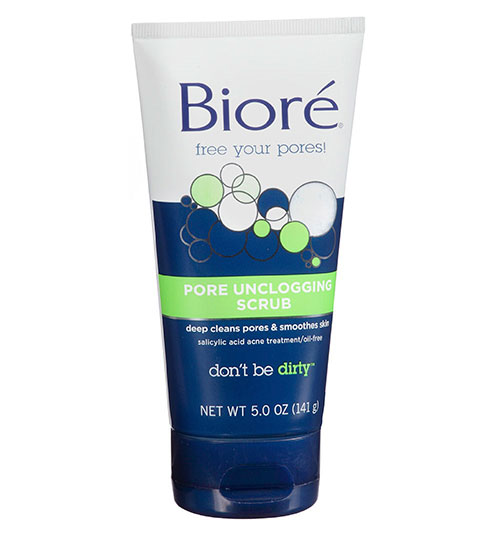 Bioré®
free your pores!
PORE UNCLOGGING
SCRUB
deep cleans pores & smoothes skin
salicylic acid acne treatment/oil-free
don't be dirty™
NET WT 5.0 OZ (141 g)